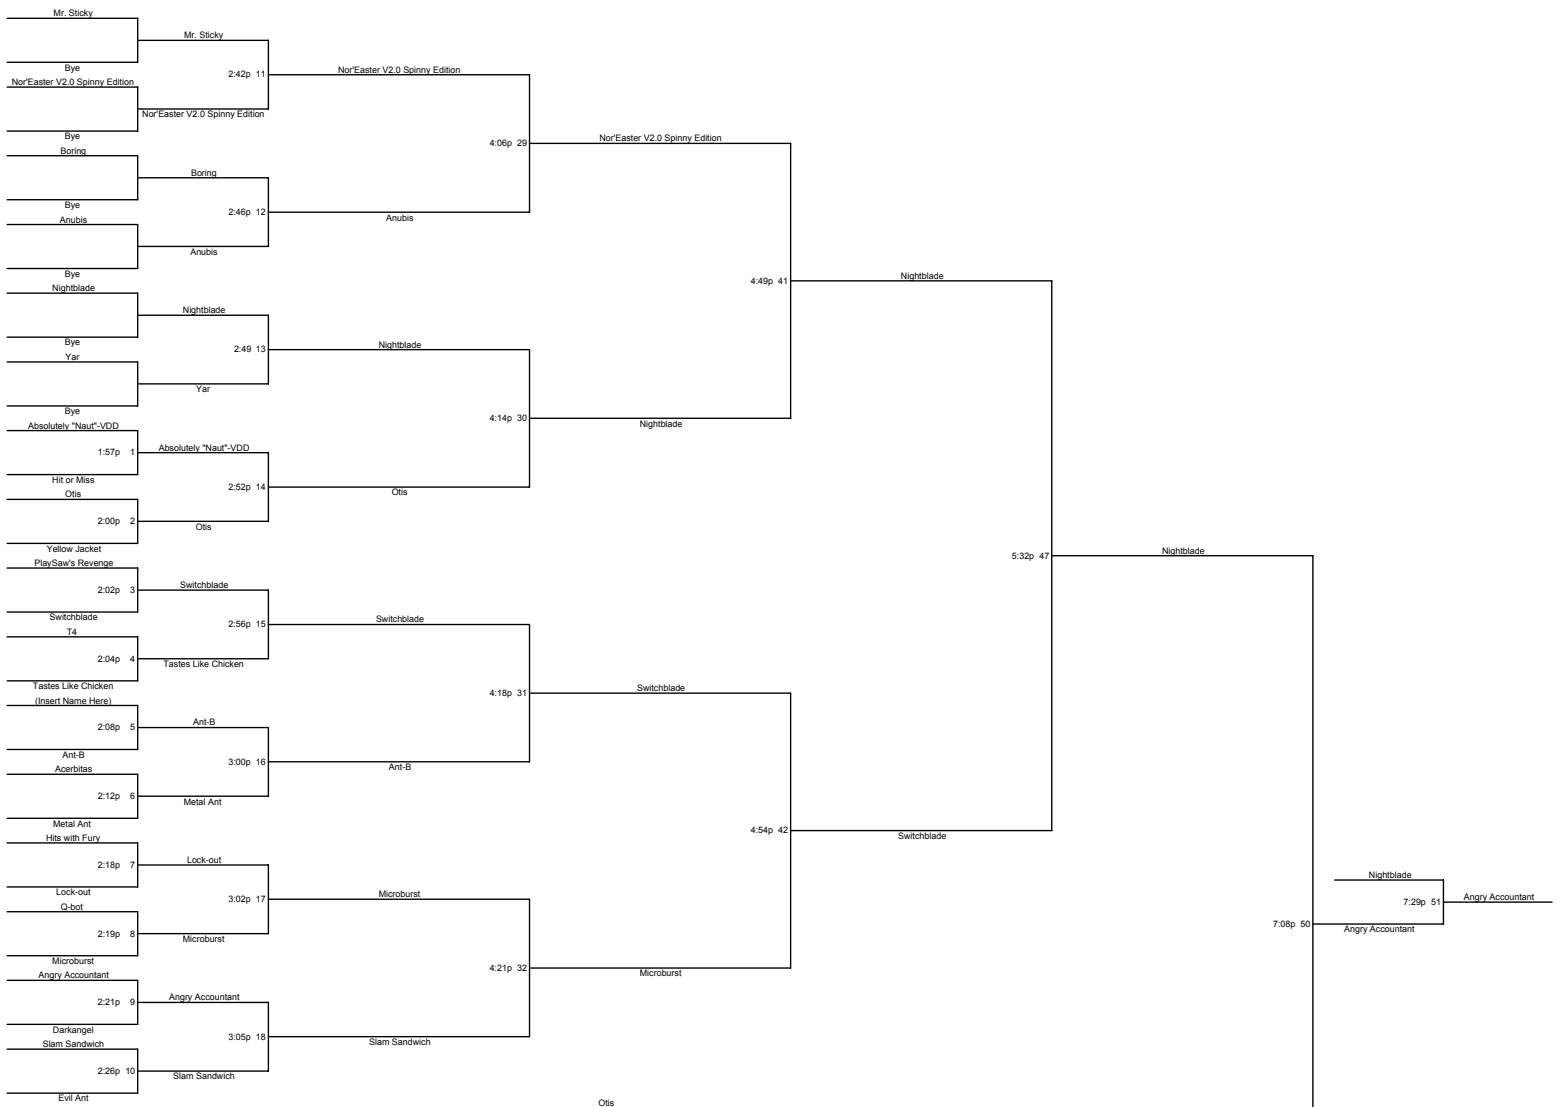 Mr. Sticky
Mr. Sticky
Bye
2:42p 11
Nor'Easter V2.0 Spinny Edition
Nor'Easter V2.0 Spinny Edition
Nor'Easter V2.0 Spinny Edition
Bye
4:06p 29
Nor'Easter V2.0 Spinny Edition
Boring
Boring
Bye
2:46p 12
Anubis
Anubis
Anubis
Bye
4:49p 41
Nightblade
Nightblade
Nightblade
Bye
2:49 13
Nightblade
Yar
Yar
Bye
4:14p 30
Nightblade
Absolutely "Naut"-VDD
1:57p 1
Absolutely "Naut"-VDD
Hit or Miss
2:52p 14
Otis
Otis
2:00p 2
Otis
Yellow Jacket
5:32p 47
Nightblade
PlaySaw's Revenge
2:02p 3
Switchblade
Switchblade
2:56p 15
Switchblade
T4
2:04p 4
Tastes Like Chicken
Tastes Like Chicken
4:18p 31
Switchblade
(Insert Name Here)
2:08p 5
Ant-B
Ant-B
3:00p 16
Ant-B
Acerbitas
2:12p 6
Metal Ant
Metal Ant
4:54p 42
Switchblade
Hits with Fury
2:18p 7
Lock-out
Lock-out
3:02p 17
Microburst
Nightblade
7:29p 51
Angry Accountant
Q-bot
2:19p 8
Microburst
Microburst
7:08p 50
Angry Accountant
4:21p 32
Microburst
Angry Accountant
2:21p 9
Angry Accountant
Darkangel
3:05p 18
Slam Sandwich
Slam Sandwich
2:26p 10
Slam Sandwich
Evil Ant
Otis